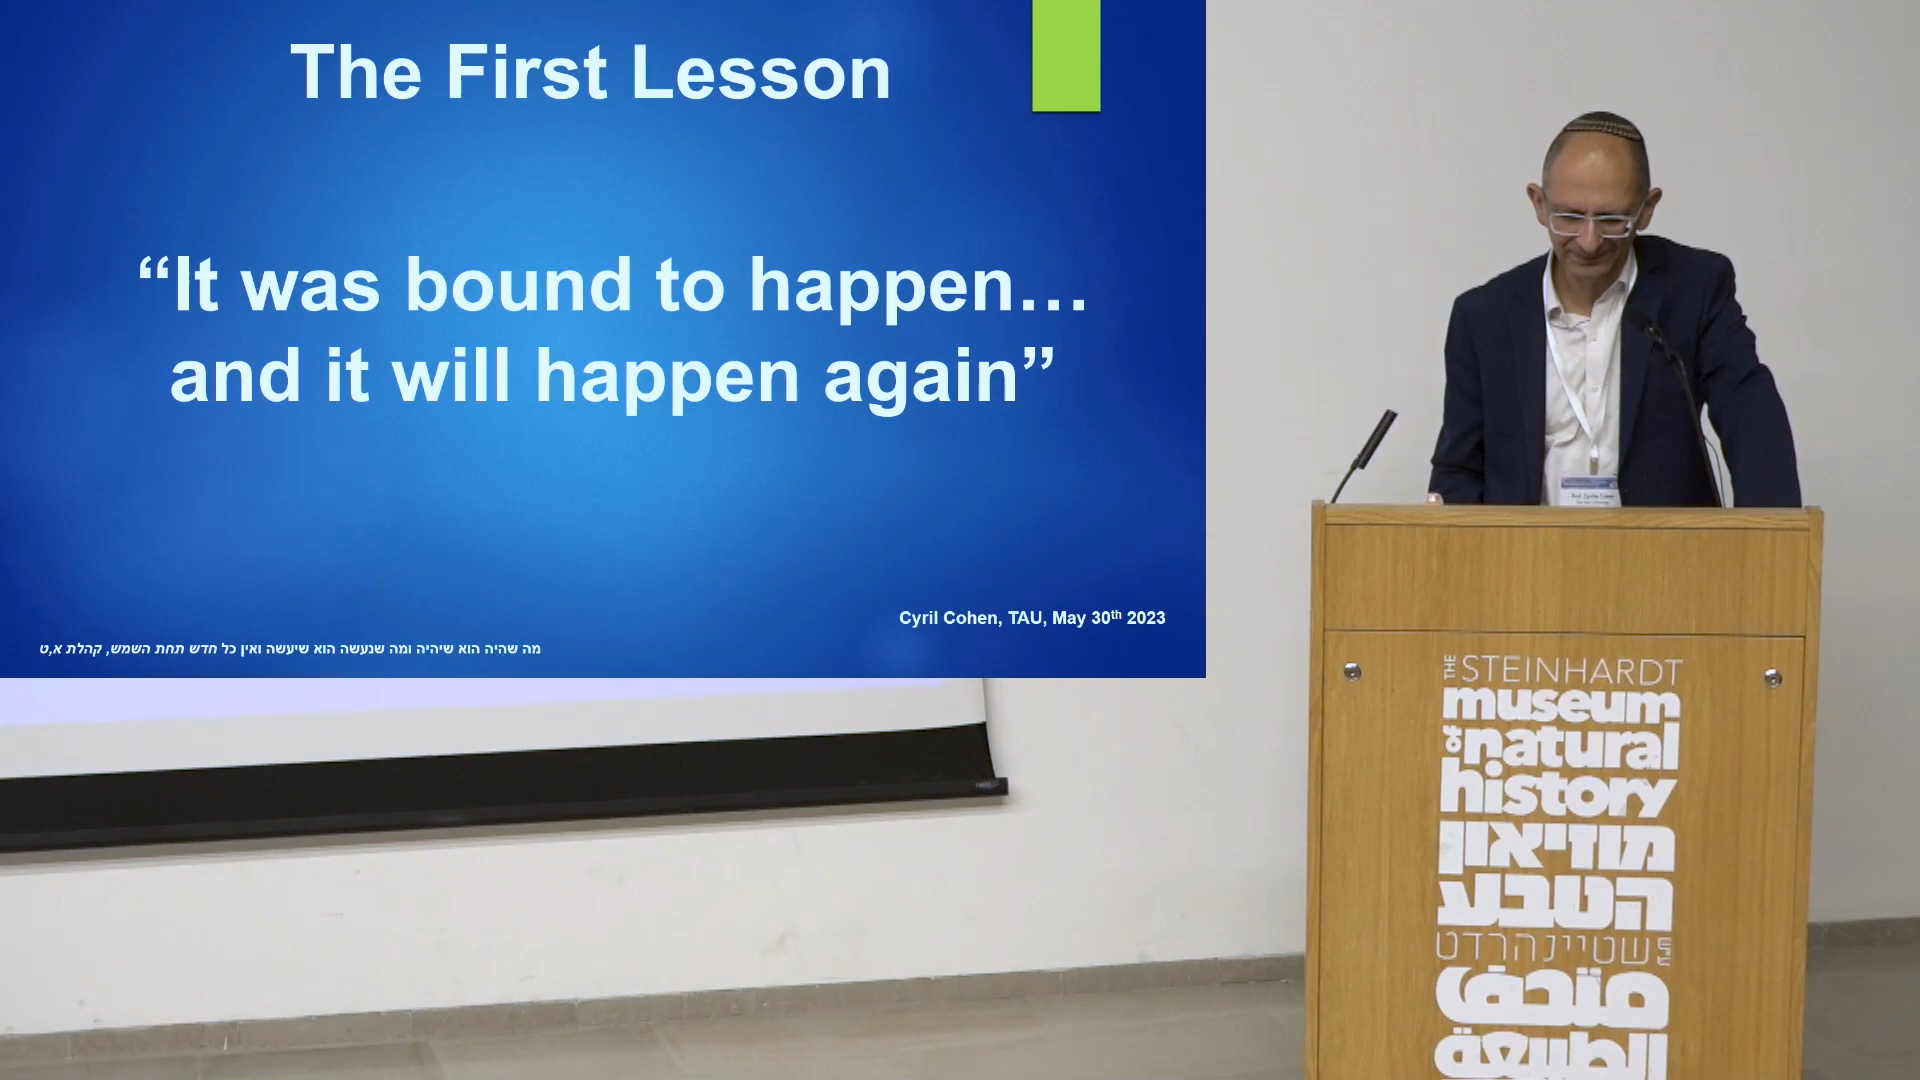 The First Lesson
“It was bound to happen…
and it will happen again”
Cyril Cohen, TAU, May 30th 2023
מה שהיה הוא שיהיה ומה שנעשה הוא שיעשה ואין כל חדש תחת השמש, קהלת א,ט
THE STEINHARDT
museum
of natural
history
מוזיאון
הטבע
ע"ש שטיינהרדט
متحف
الطبيعة